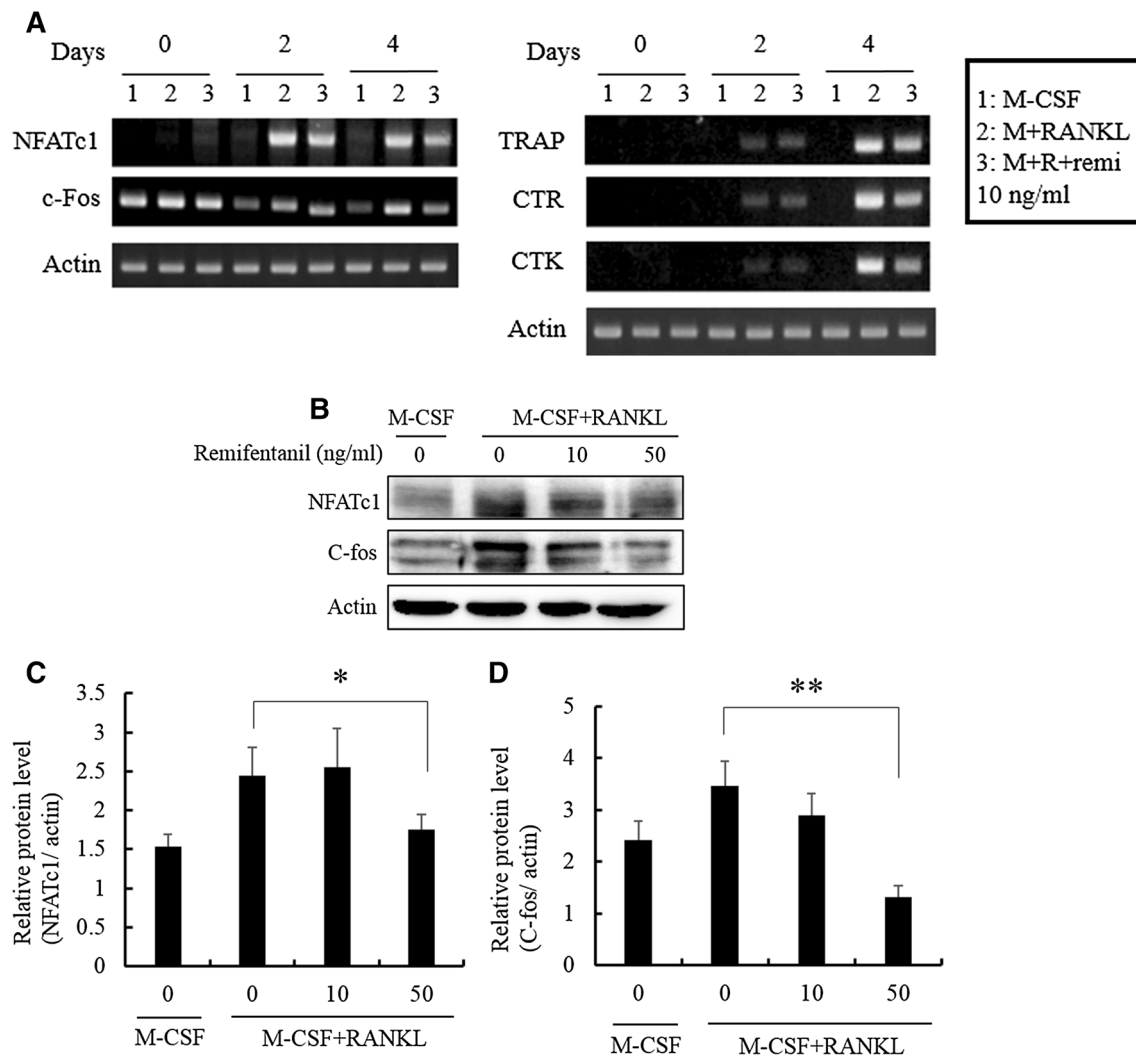 A
Days 0 2 4
1 2 3 1 2 3 1 2 3
NFATc1
c-Fos
Actin
Days 0 2 4
1 2 3 1 2 3 1 2 3
TRAP
CTR
CTK
Actin
1: M-CSF
2: M+RANKL
3: M+R+remi
10 ng/ml
B
M-CSF M-CSF+RANKL
Remifentanil (ng/ml) 0 0 10 50
NFATc1
C-fos
Actin
C
Relative protein level
(NFATc1/ actin)
3.5
3
2.5
2
1.5
1
0.5
0
*
0 0 10 50
M-CSF M-CSF+RANKL
D
Relative protein level
(C-fos/ actin)
5
4
3
2
1
0
**
0 0 10 50
M-CSF M-CSF+RANKL